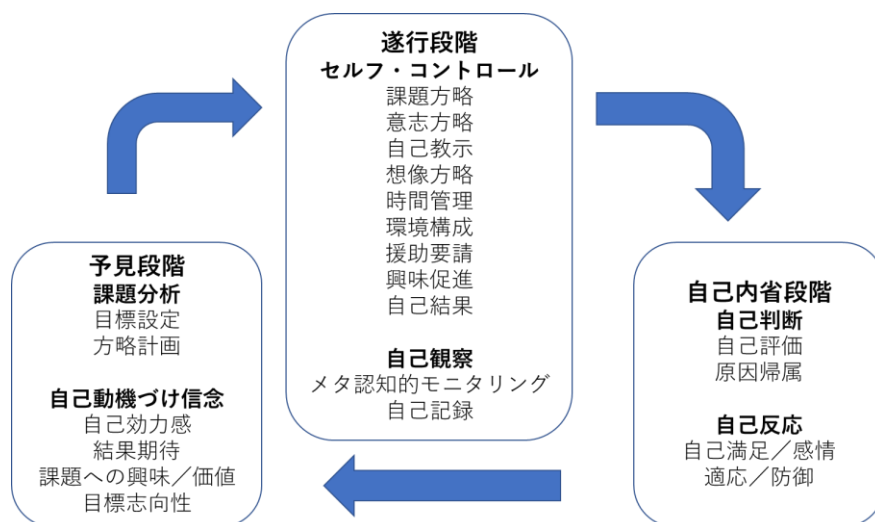 遂行段階
セルフ・コントロール
課題方略
意志方略
自己教示
想像方略
時間管理
環境構成
援助要請
興味促進
自己結果
自己観察
メタ認知的モニタリング
自己記録
予見段階
課題分析
目標設定
方略計画
自己動機づけ信念
自己効力感
結果期待
課題への興味／価値
目標志向性
自己内省段階
自己判断
自己評価
原因帰属
自己反応
自己満足／感情
適応／防御